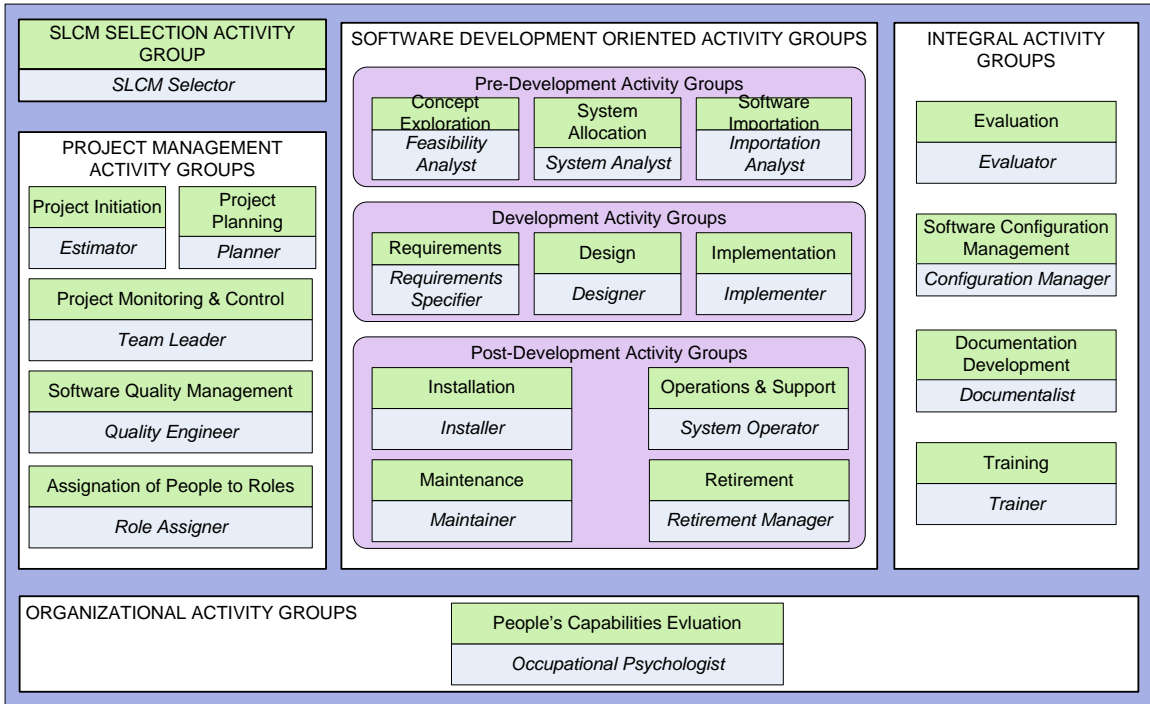 SLCM SELECTION ACTIVITY
GROUP
SLCM Selector
PROJECT MANAGEMENT
ACTIVITY GROUPS
Project Initiation
Estimator
Project
Planning
Planner
Project Monitoring & Control
Team Leader
Software Quality Management
Quality Engineer
Assignation of People to Roles
Role Assigner
SOFTWARE DEVELOPMENT ORIENTED ACTIVITY GROUPS
Pre-Development Activity Groups
Concept
Exploration
Feasibility
Analyst
System
Allocation
System Analyst
Software
Importation
Importation
Analyst
Development Activity Groups
Requirements
Requirements
Specifier
Design
Designer
Implementation
Implementer
Post-Development Activity Groups
Installation
Installer
Operations & Support
System Operator
Maintenance
Maintainer
Retirement
Retirement Manager
INTEGRAL ACTIVITY
GROUPS
Evaluation
Evaluator
Software Configuration
Management
Configuration Manager
Documentation
Development
Documentalist
Training
Trainer
ORGANIZATIONAL ACTIVITY GROUPS
People's Capabilities Evluation
Occupational Psychologist